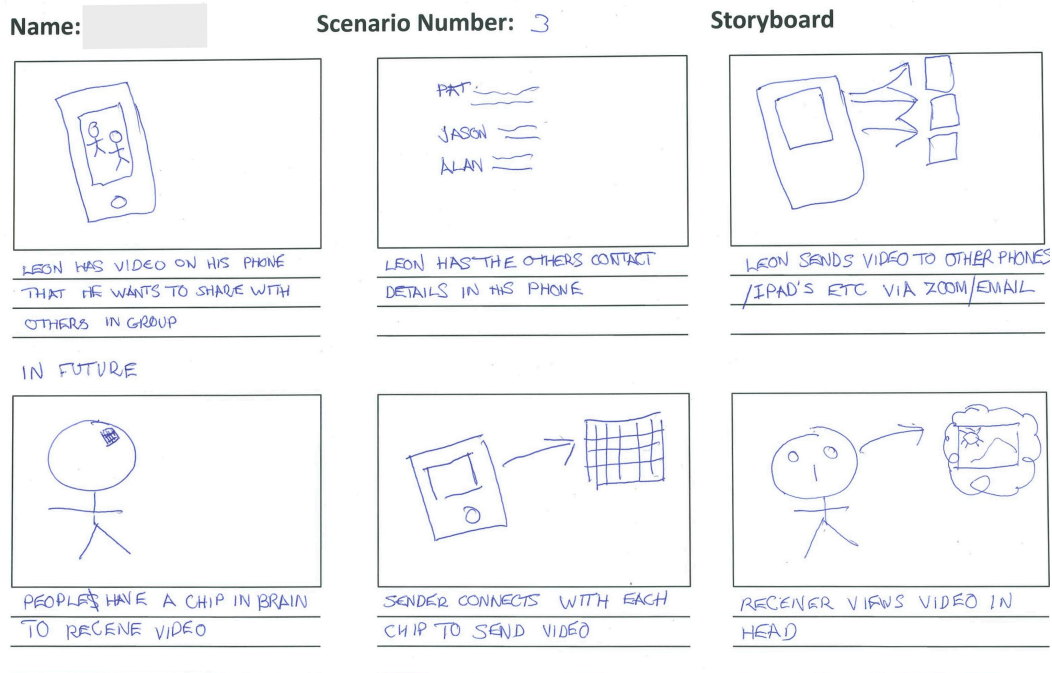 Name:
Scenario Number: 3
Storyboard
PAT
JASON
ALAN
LEON HAS VIDEO ON HIS PHONE
THAT HE WANTS TO SHARE WITH
OTHERS IN GROUP
LEON HAS THE OTHERS CONTACT
DETAILS IN HIS PHONE
LEON SENDS VIDEO TO OTHER PHONES
/IPAD'S ETC VIA ZOOM/EMAIL
IN FUTURE
PEOPLE HAVE A CHIP IN BRAIN
TO RECEIVE VIDEO
SENDER CONNECTS WITH EACH
CHIP TO SEND VIDEO
RECEIVER VIEWS VIDEO IN
HEAD